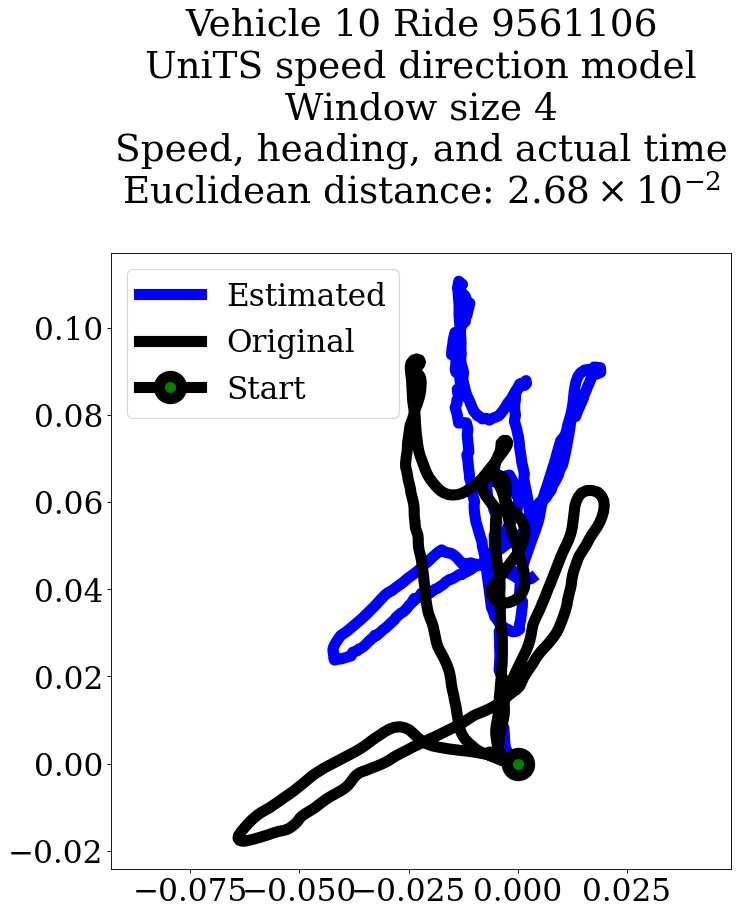 Vehicle 10 Ride 9561106
UniTS speed direction model
Window size 4
Speed, heading, and actual time
Euclidean distance: 2.68 × 10⁻²
Estimated
Original
Start
0.10
0.08
0.06
0.04
0.02
0.00
−0.02
−0.075 −0.050 −0.025 0.000 0.025